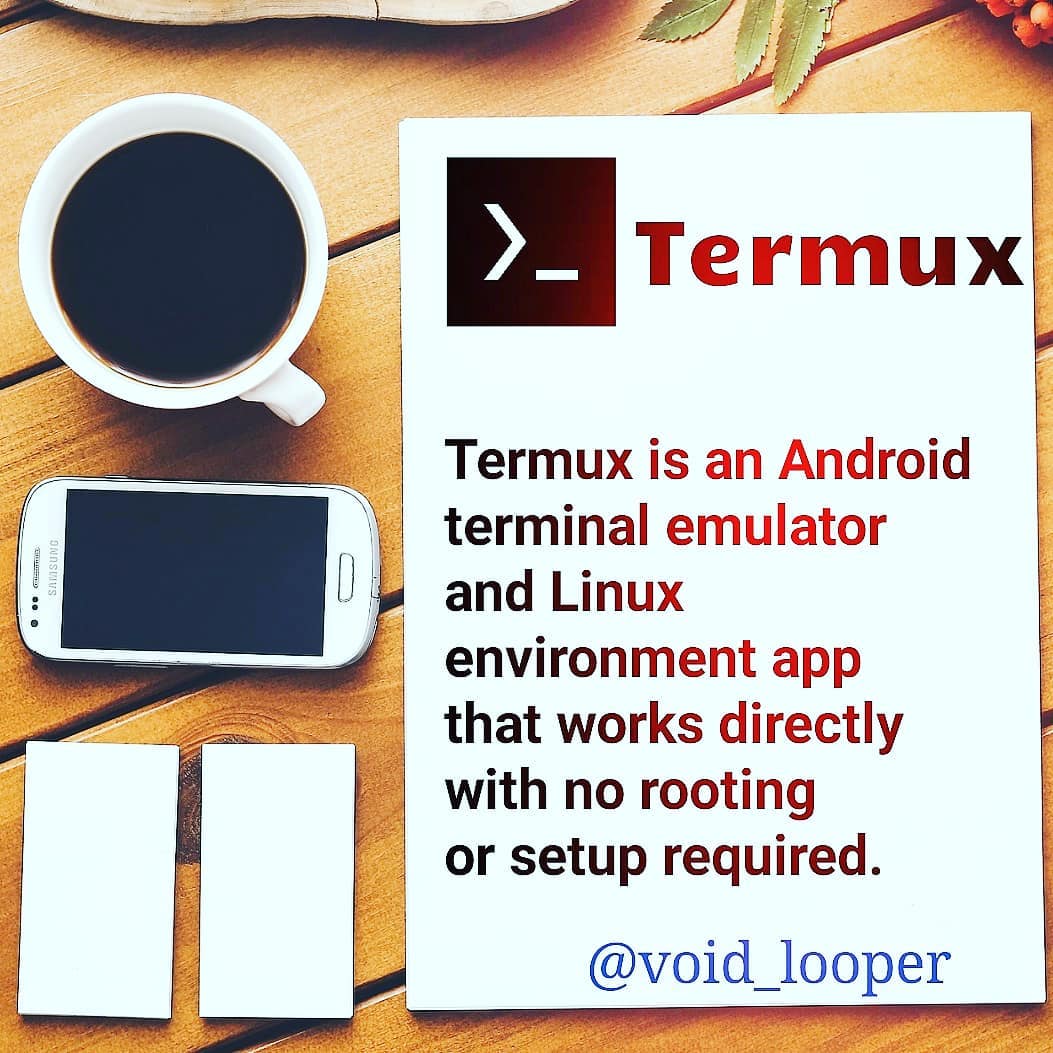 >_ Termux
SAMSUNG
Termux is an Android
terminal emulator
and Linux
environment app
that works directly
with no rooting
or setup required.
@void_looper